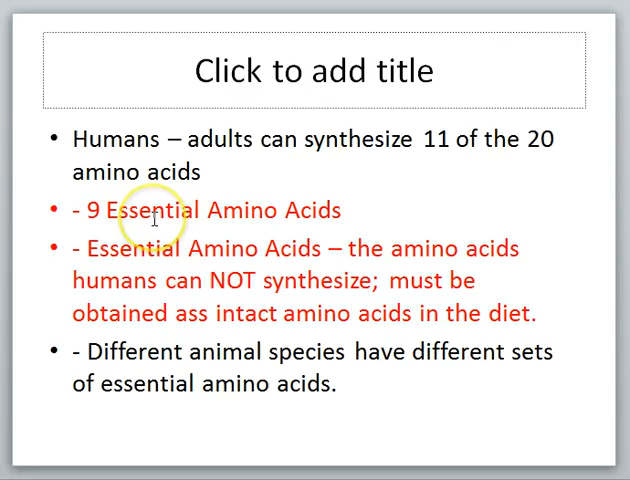 Click to add title
• Humans – adults can synthesize 11 of the 20
amino acids
• - 9 Essential Amino Acids
• - Essential Amino Acids – the amino acids
humans can NOT synthesize; must be
obtained ass intact amino acids in the diet.
• - Different animal species have different sets
of essential amino acids.